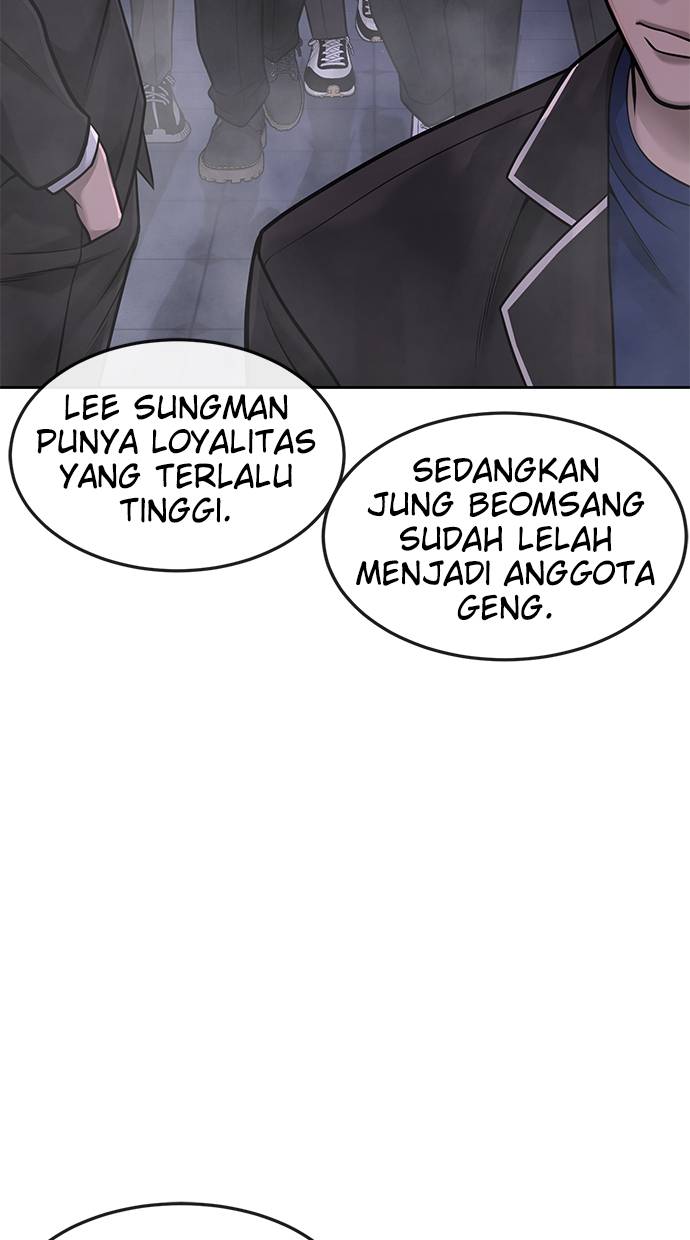 LEE SUNGMAN
PUNYA LOYALITAS
YANG TERLALU
TINGGI.
SEDANGKAN
JUNG BEOMSANG
SUDAH LELAH
MENJADI ANGGOTA
GENG.